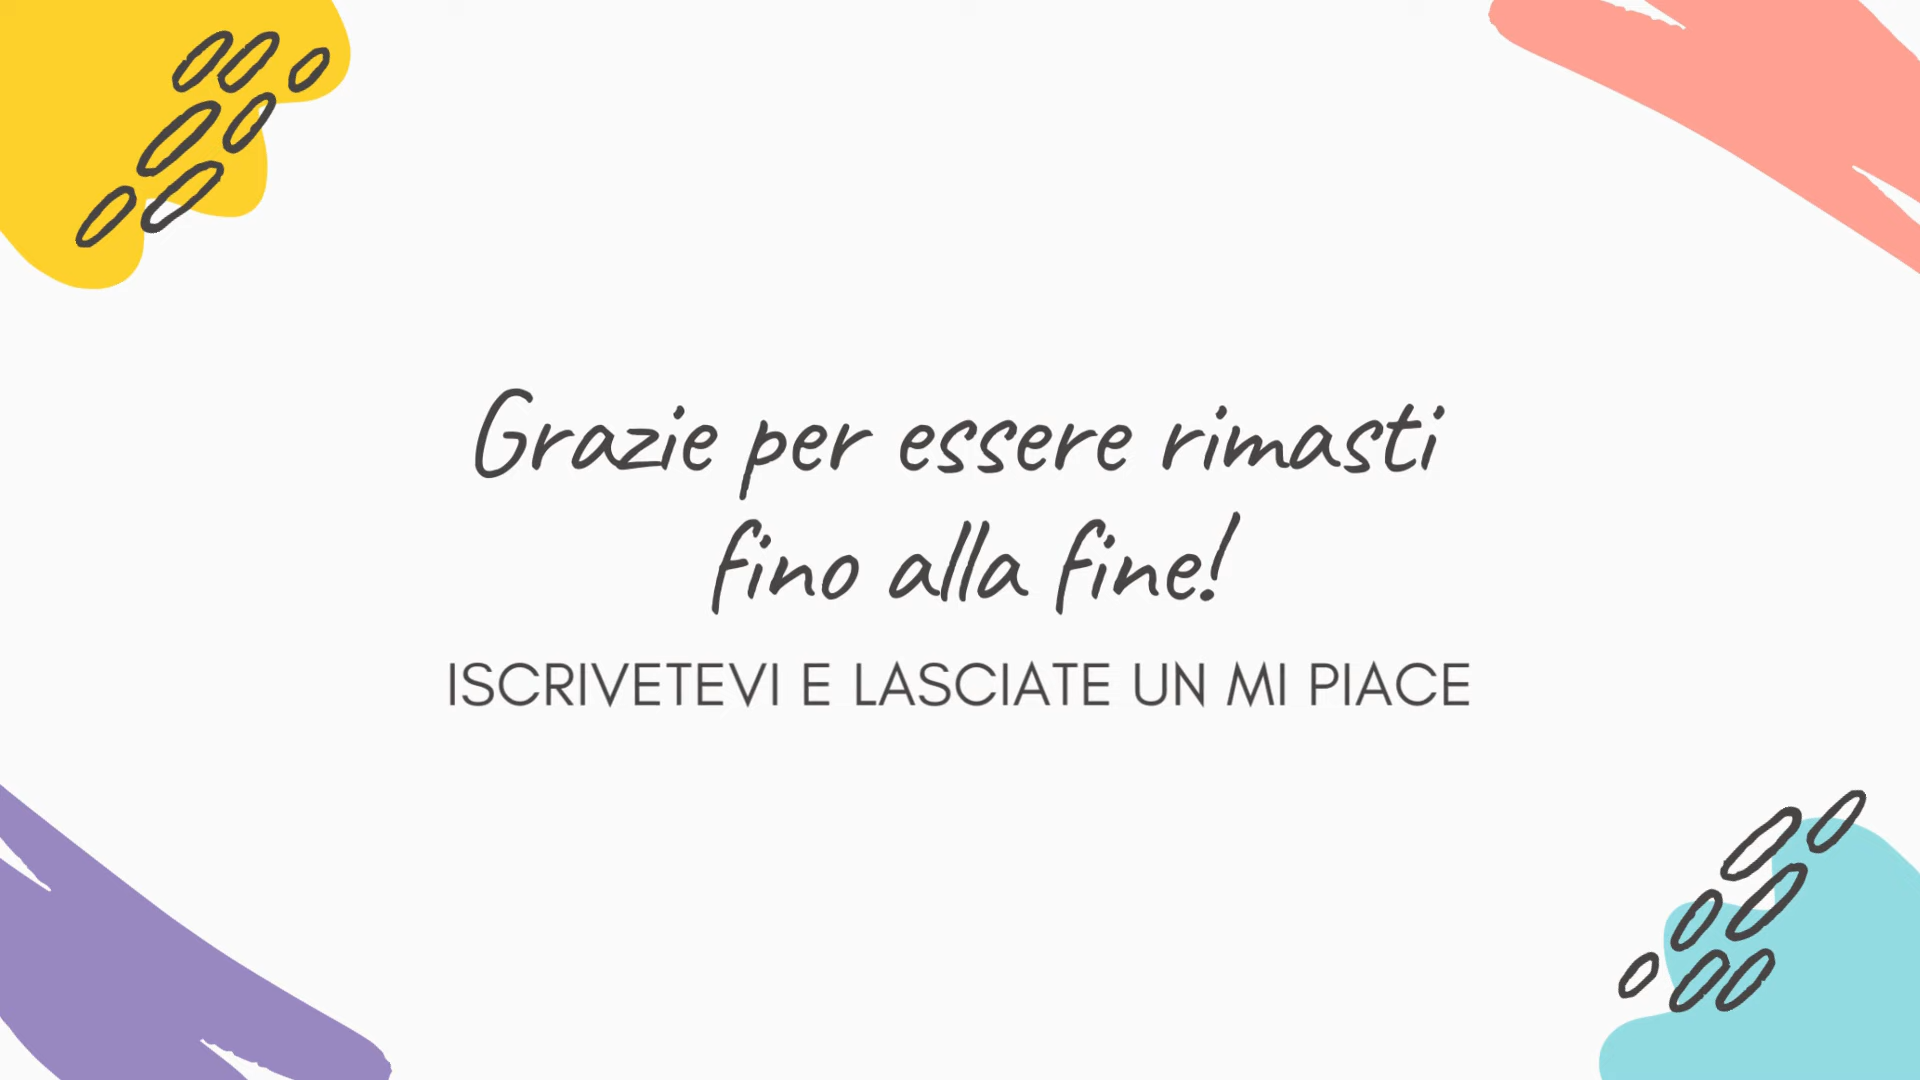 Grazie per essere rimasti
fino alla fine!
ISCRIVETEVI E LASCIATE UN MI PIACE